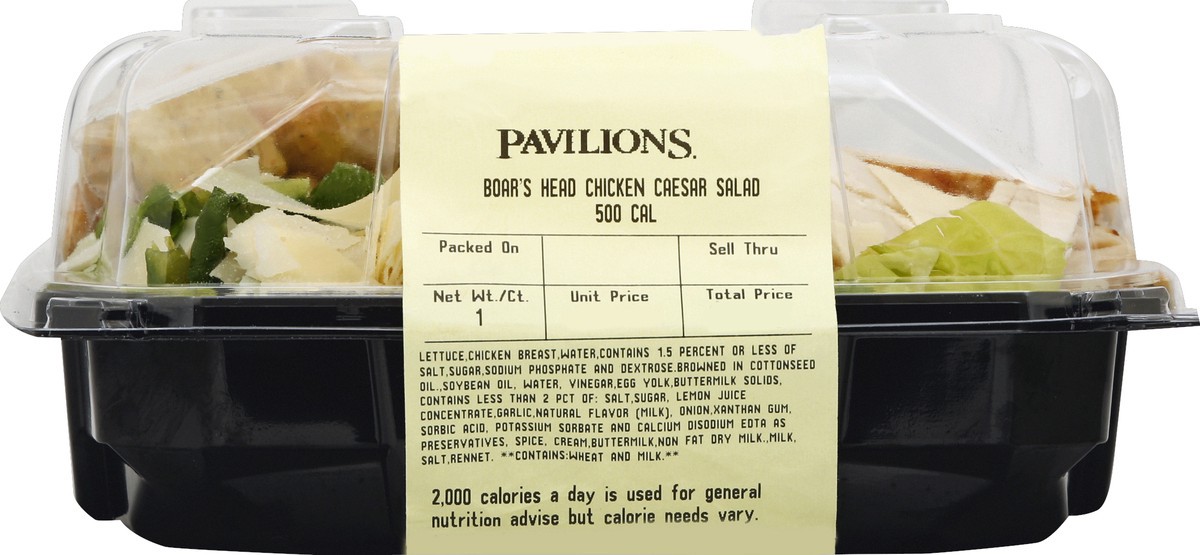 PAVILIONS.
BOAR'S HEAD CHICKEN CAESAR SALAD
500 CAL
Packed On Sell Thru
Net Wt./Ct. Unit Price Total Price
1
LETTUCE,CHICKEN BREAST,WATER,CONTAINS 1.5 PERCENT OR LESS OF
SALT,SUGAR,SODIUM PHOSPHATE AND DEXTROSE.BROWNED IN COTTONSEED
OIL.,SOYBEAN OIL, WATER, VINEGAR,EGG YOLK,BUTTERMILK SOLIDS,
CONTAINS LESS THAN 2 PCT OF: SALT,SUGAR, LEMON JUICE
CONCENTRATE,GARLIC,NATURAL FLAVOR (MILK), ONION,XANTHAN GUM,
SORBIC ACID, POTASSIUM SORBATE AND CALCIUM DISODIUM EDTA AS
PRESERVATIVES, SPICE, CREAM,BUTTERMILK,NON FAT DRY MILK.,MILK,
SALT,RENNET. **CONTAINS:WHEAT AND MILK.**
2,000 calories a day is used for general
nutrition advise but calorie needs vary.